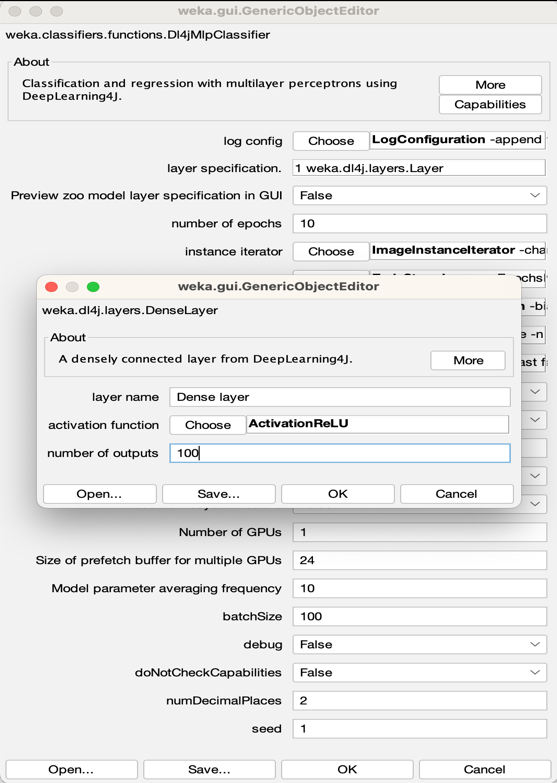 weka.gui.GenericObjectEditor
weka.classifiers.functions.Dl4jMlpClassifier
About
Classification and regression with multilayer perceptrons using
DeepLearning4J.
More
Capabilities
log config Choose LogConfiguration -append
layer specification. 1 weka.dl4j.layers.Layer
Preview zoo model layer specification in GUI False
number of epochs 10
instance iterator Choose ImageInstanceIterator -cha
weka.gui.GenericObjectEditor
weka.dl4j.layers.DenseLayer
About
A densely connected layer from DeepLearning4J.
More
layer name Dense layer
activation function Choose ActivationReLU
number of outputs 100
Open... Save... OK Cancel
Number of GPUs 1
Size of prefetch buffer for multiple GPUs 24
Model parameter averaging frequency 10
batchSize 100
debug False
doNotCheckCapabilities False
numDecimalPlaces 2
seed 1
Open... Save... OK Cancel